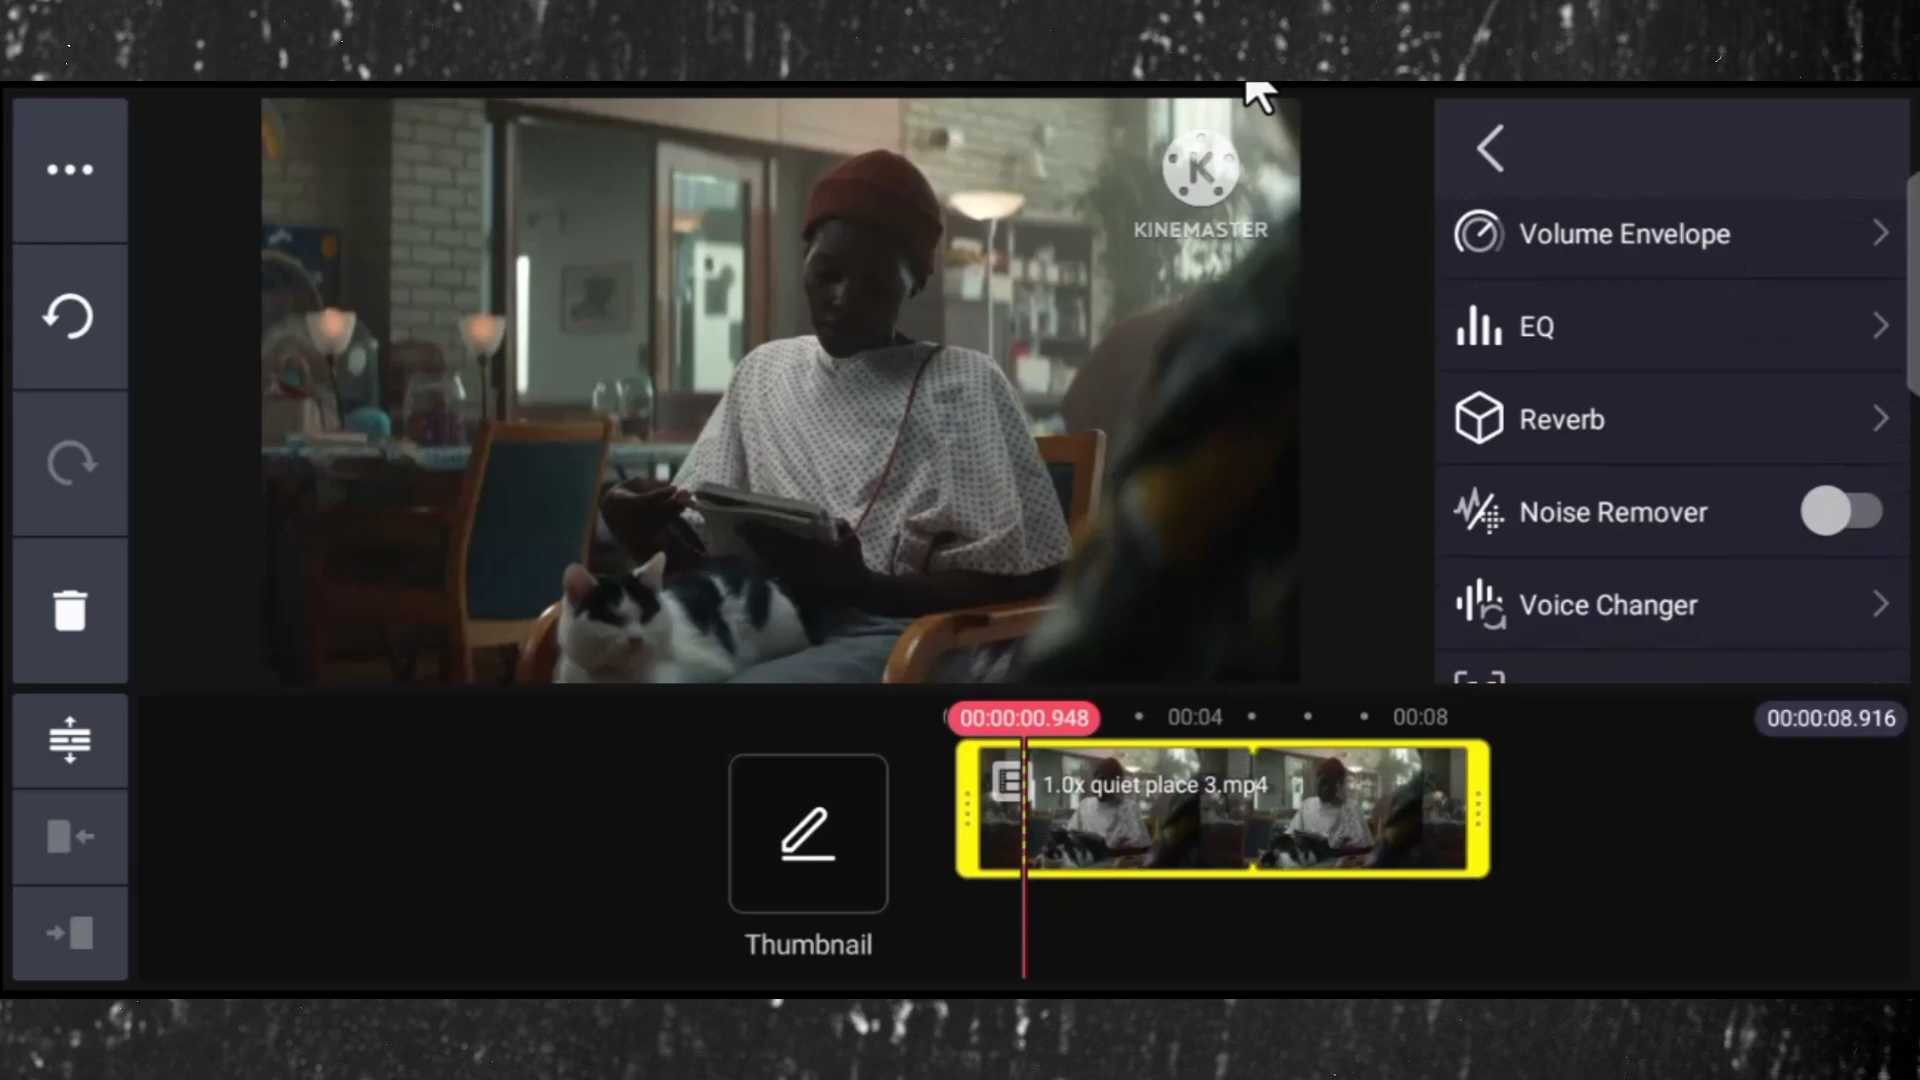 K
KINEMASTER
Volume Envelope
EQ
Reverb
Noise Remover
Voice Changer
00:00:00.948
00:04
00:08
00:00:08.916
1.0x quiet place 3.mp4
Thumbnail